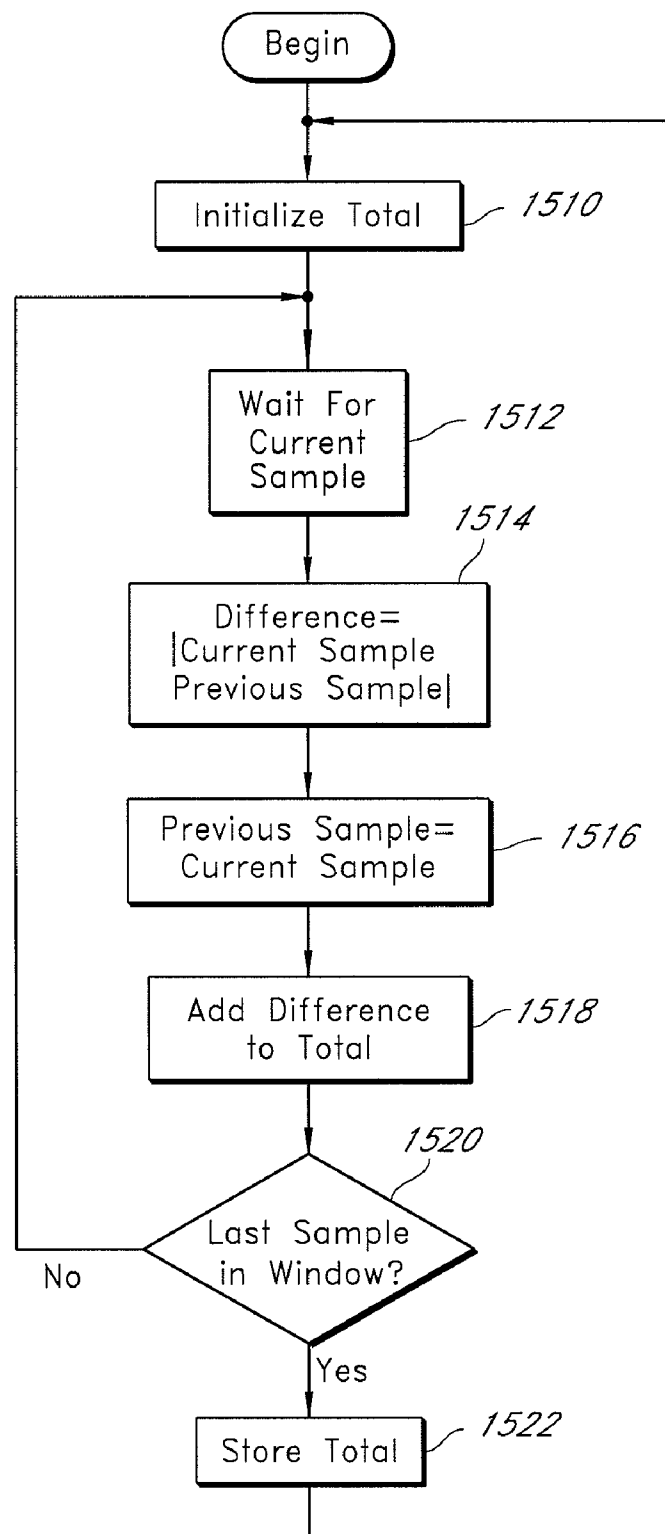 Begin
Initialize Total
1510
Wait For
Current
Sample
1512
1514
Difference=
|Current Sample
Previous Sample|
Previous Sample=
Current Sample
1516
Add Difference
to Total
1518
1520
Last Sample
in Window?
No
Yes
Store Total
1522